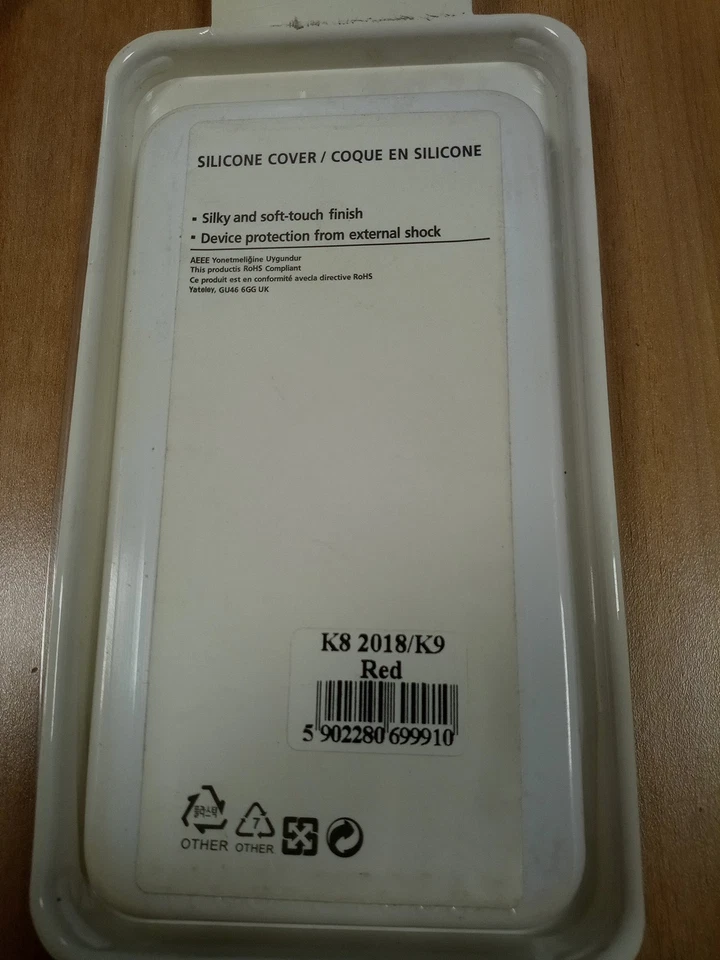 SILICONE COVER / COQUE EN SILICONE
▪ Silky and soft-touch finish
▪ Device protection from external shock
AEEE Yonetmeliğine Uygundur
This productis RoHS Compliant
Ce produit est en conformité avecla directive RoHS
Yateley, GU46 6GG UK
K8 2018/K9
Red
5 902280 699910
7
OTHER OTHER